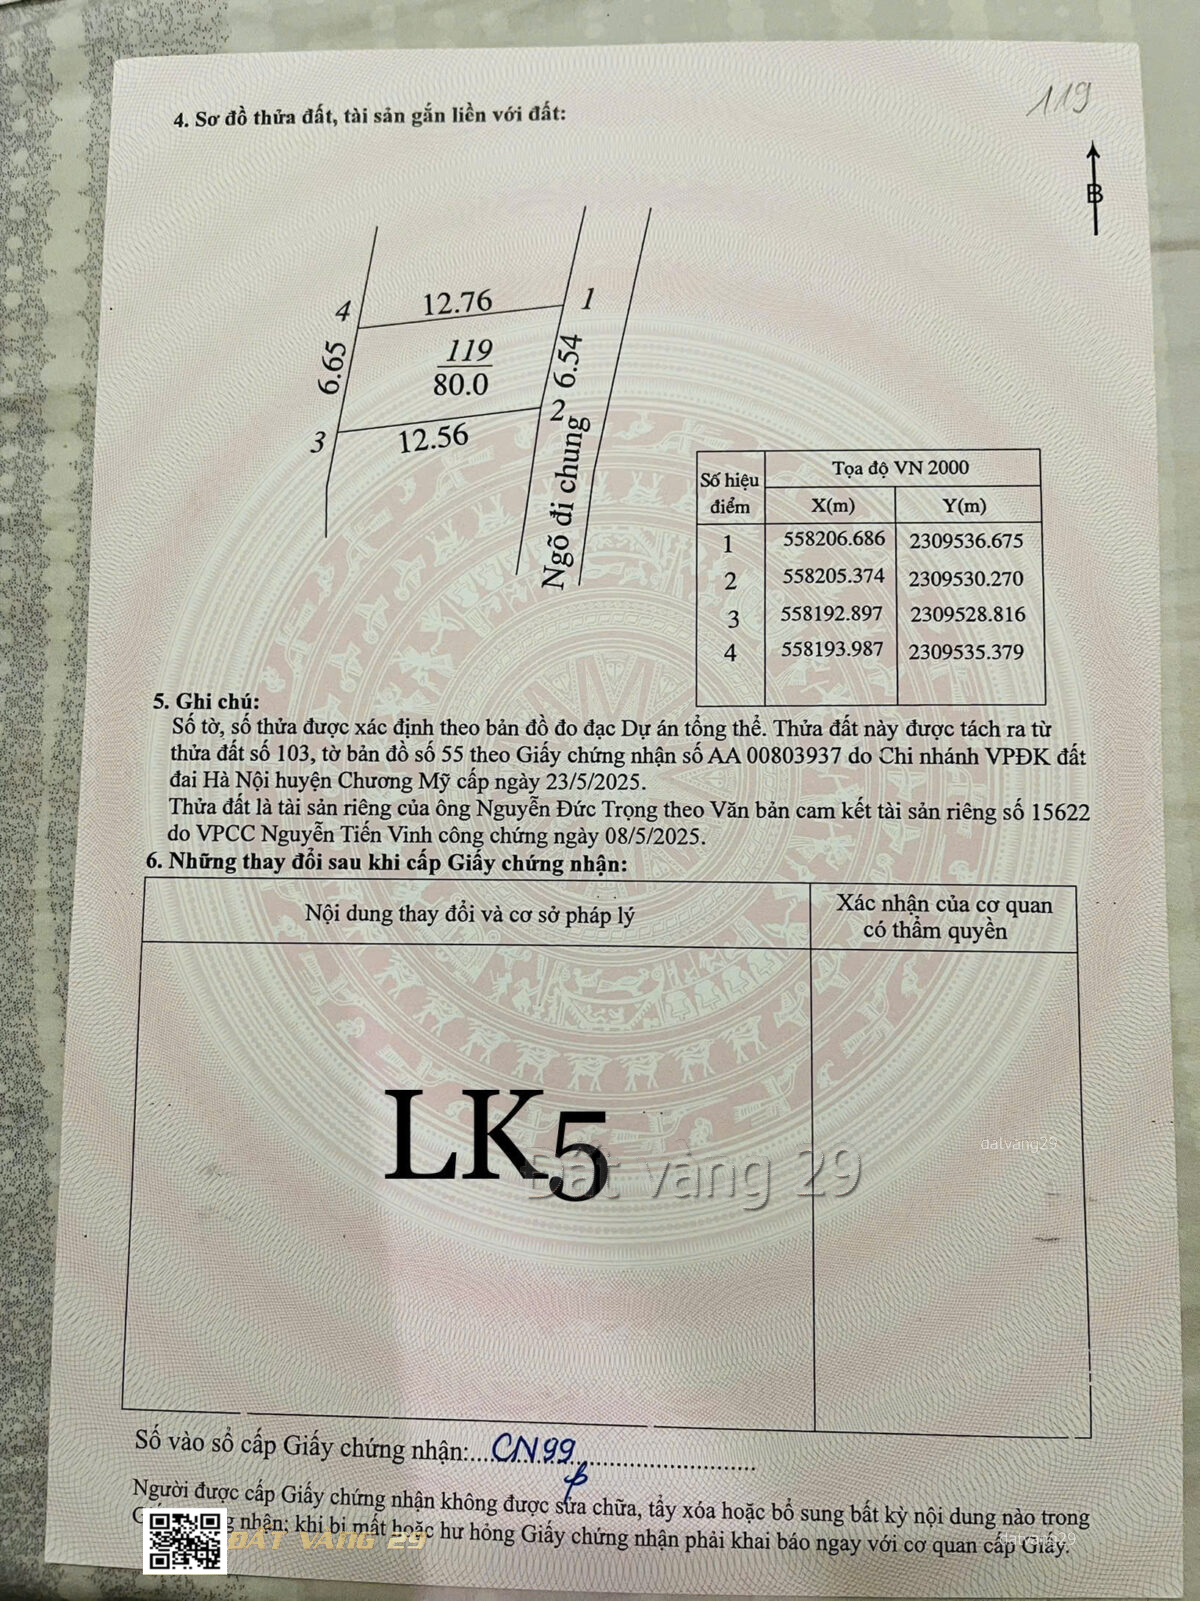 119
4. Sơ đồ thửa đất, tài sản gắn liền với đất:
B
4
12.76
1
6.65
119
80.0
6.54
3
12.56
2
Ngõ đi chung
Số hiệu điểm
Tọa độ VN 2000
X(m) Y(m)
1 558206.686 2309536.675
2 558205.374 2309530.270
3 558192.897 2309528.816
4 558193.987 2309535.379
5. Ghi chú:
Số tờ, số thửa được xác định theo bản đồ đo đạc Dự án tổng thể. Thửa đất này được tách ra từ
thửa đất số 103, tờ bản đồ số 55 theo Giấy chứng nhận số AA 00803937 do Chi nhánh VPĐK đất
đai Hà Nội huyện Chương Mỹ cấp ngày 23/5/2025.
Thửa đất là tài sản riêng của ông Nguyễn Đức Trọng theo Văn bản cam kết tài sản riêng số 15622
do VPCC Nguyễn Tiến Vinh công chứng ngày 08/5/2025.
6. Những thay đổi sau khi cấp Giấy chứng nhận:
Nội dung thay đổi và cơ sở pháp lý
Xác nhận của cơ quan
có thẩm quyền
LK5
Đất vàng 29
datvang29
Số vào sổ cấp Giấy chứng nhận:....CN99....
Người được cấp Giấy chứng nhận không được sửa chữa, tẩy xóa hoặc bổ sung bất kỳ nội dung nào trong
nhận; khi bị mất hoặc hư hỏng Giấy chứng nhận phải khai báo ngay với cơ quan cấp Giấy.
ĐẤT VÀNG 29
datvang29